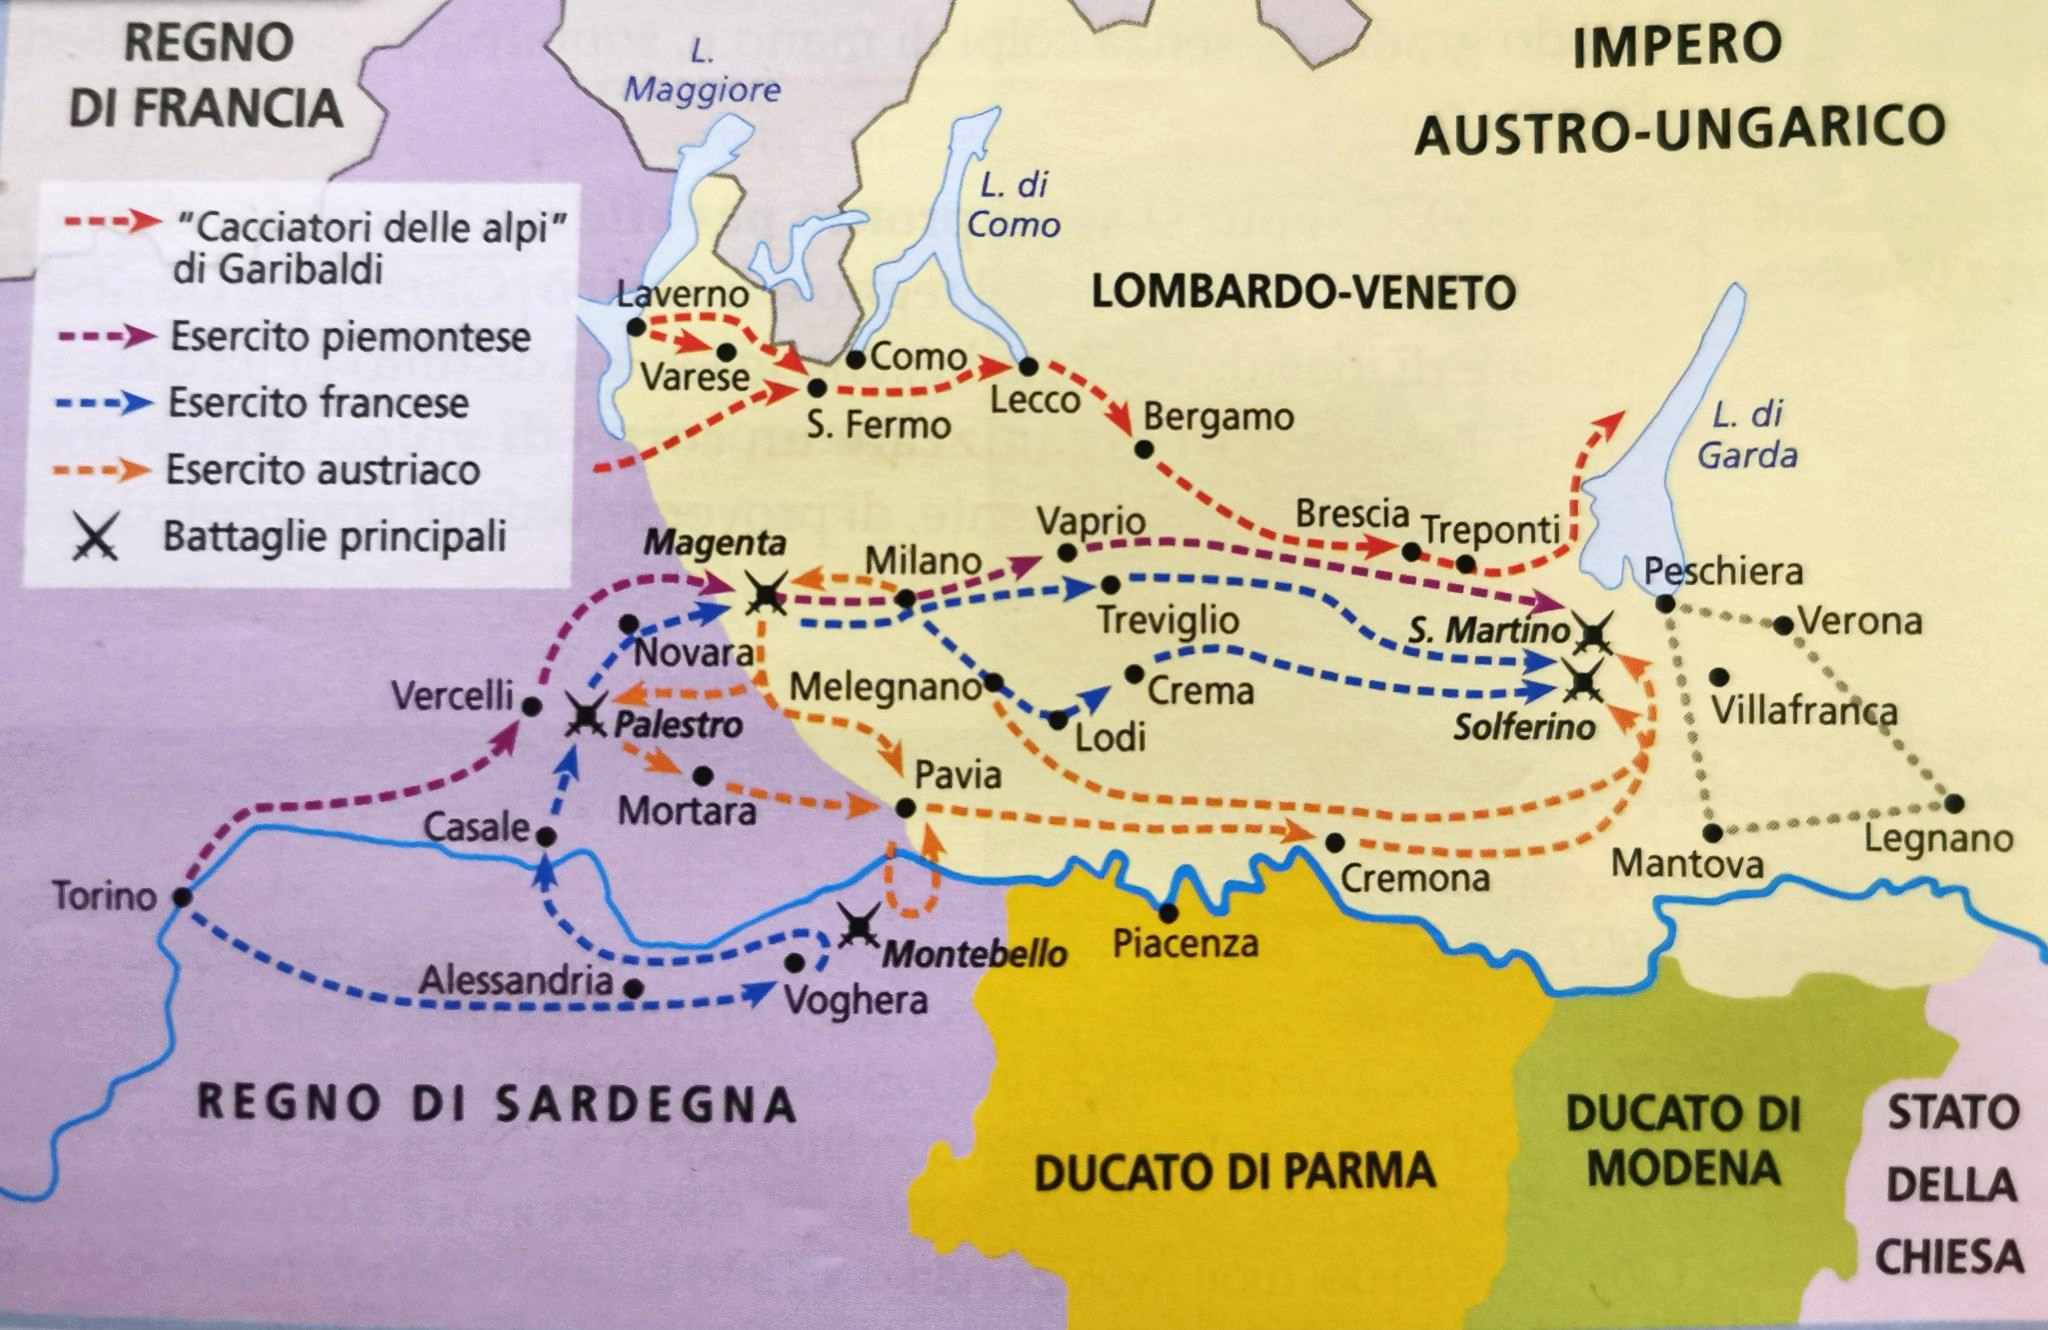 REGNO
DI FRANCIA
L.
Maggiore
IMPERO
AUSTRO-UNGARICO
L. di
Como
"Cacciatori delle alpi"
di Garibaldi
Esercito piemontese
Esercito francese
Esercito austriaco
Battaglie principali
LOMBARDO-VENETO
Laverno
Varese
Como
S. Fermo
Lecco
Bergamo
L. di
Garda
Brescia
Treponti
Magenta
Milano
Vaprio
Peschiera
Novara
Treviglio
S. Martino
Verona
Vercelli
Palestro
Melegnano
Crema
Lodi
Solferino
Villafranca
Mortara
Pavia
Casale
Cremona
Mantova
Legnano
Torino
Alessandria
Voghera
Montebello
Piacenza
REGNO DI SARDEGNA
DUCATO DI PARMA
DUCATO DI
MODENA
STATO
DELLA
CHIESA